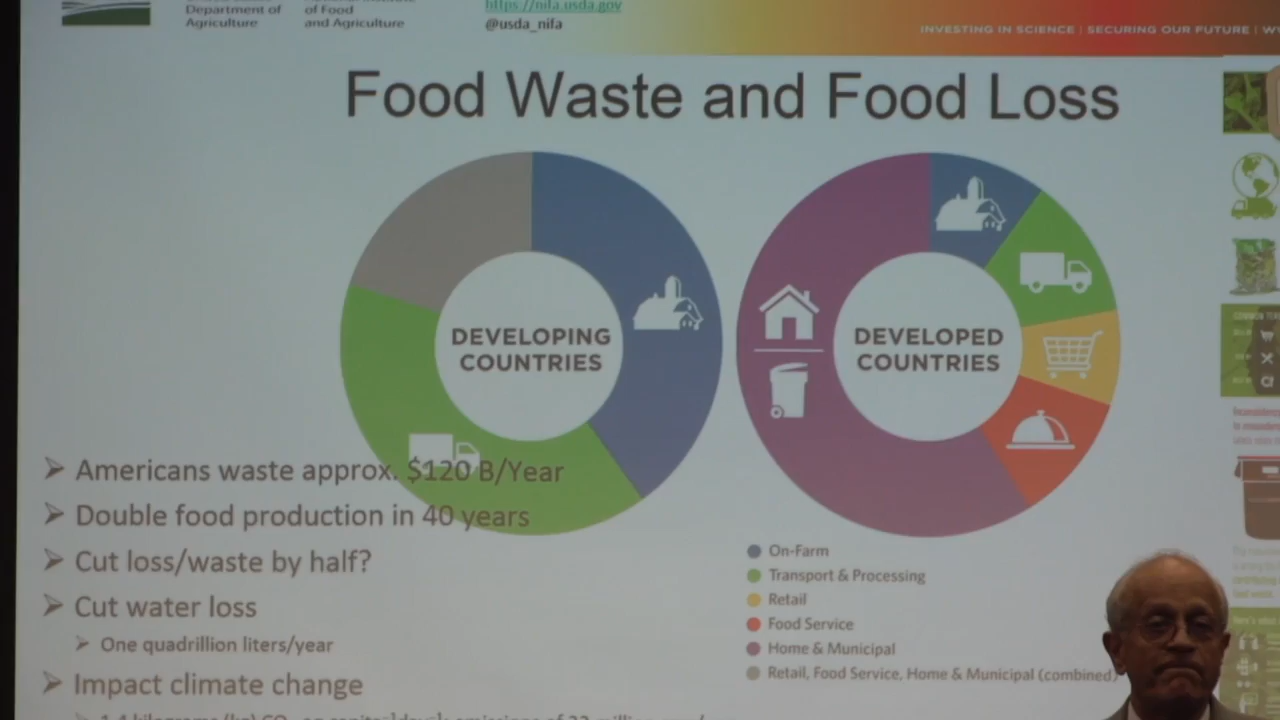 Department of
Agriculture
of Food
and Agriculture
https://nifa.usda.gov
@usda_nifa
INVESTING IN SCIENCE | SECURING OUR FUTURE |
Food Waste and Food Loss
DEVELOPING
COUNTRIES
DEVELOPED
COUNTRIES
➢ Americans waste approx. $120 B/Year
➢ Double food production in 40 years
➢ Cut loss/waste by half?
➢ Cut water loss
➢ One quadrillion liters/year
➢ Impact climate change
On-Farm
Transport & Processing
Retail
Food Service
Home & Municipal
Retail, Food Service, Home & Municipal (combined)
COMMON